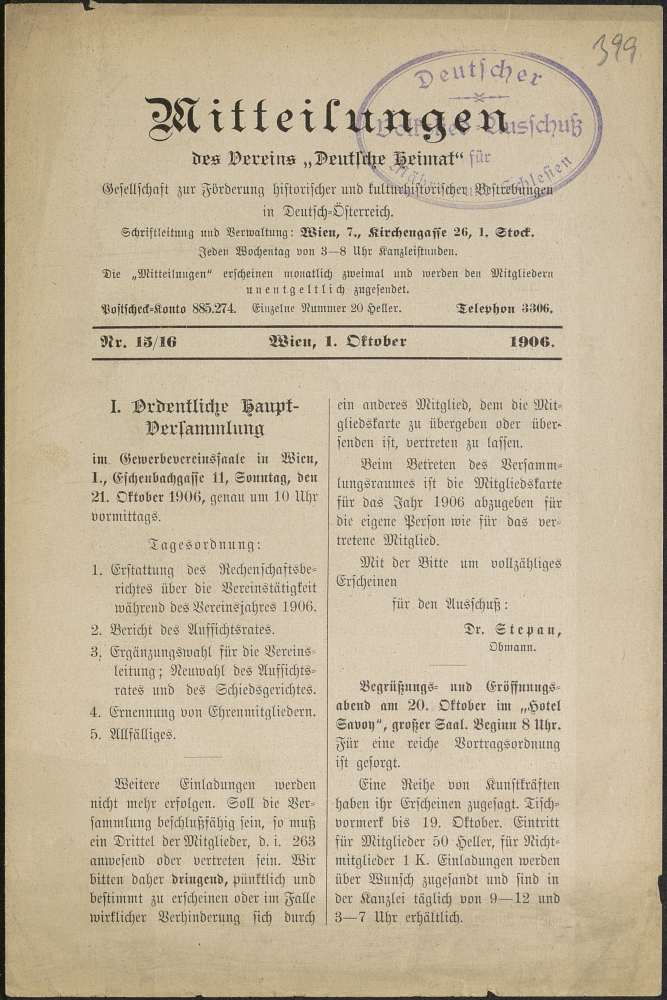 399
Deutscher
Mitteilungen
Ausschuß
des Vereins „Deutsche Heimat“
für
Mähren
Schlesien
Gesellschaft zur Förderung historischer und kulturhistorischer Bestrebungen
in Deutsch-Österreich.
Schriftleitung und Verwaltung: Wien, 7., Kirchengasse 26, 1. Stock.
Jeden Wochentag von 3—8 Uhr Kanzleistunden.
Die „Mitteilungen“ erscheinen monatlich zweimal und werden den Mitgliedern
unentgeltlich zugesendet.
Postscheck-Konto 885.274. Einzelne Nummer 20 Heller. Telephon 3306.
Nr. 15/16 Wien, 1. Oktober 1906.
I. Ordentliche Haupt-
Versammlung
im Gewerbevereinssaale in Wien,
I., Eschenbachgasse 11, Sonntag, den
21. Oktober 1906, genau um 10 Uhr
vormittags.
Tagesordnung:
1. Erstattung des Rechenschaftsbe-
richtes über die Vereinstätigkeit
während des Vereinsjahres 1906.
2. Bericht des Aufsichtsrates.
3. Ergänzungswahl für die Vereins-
leitung; Neuwahl des Aufsichts-
rates und des Schiedsgerichtes.
4. Ernennung von Ehrenmitgliedern.
5. Allfälliges.
Weitere Einladungen werden
nicht mehr erfolgen. Soll die Ver-
sammlung beschlußfähig sein, so muß
ein Drittel der Mitglieder, d. i. 263
anwesend oder vertreten sein. Wir
bitten daher dringend, pünktlich und
bestimmt zu erscheinen oder im Falle
wirklicher Verhinderung sich durch
ein anderes Mitglied, dem die Mit-
gliedskarte zu übergeben oder über-
senden ist, vertreten zu lassen.
Beim Betreten des Versamm-
lungsraumes ist die Mitgliedskarte
für das Jahr 1906 abzugeben für
die eigene Person wie für das ver-
tretene Mitglied.
Mit der Bitte um vollzähliges
Erscheinen
für den Ausschuß:
Dr. Stepan,
Obmann.
Begrüßungs- und Eröffnungs-
abend am 20. Oktober im „Hotel
Savoy“, großer Saal. Beginn 8 Uhr.
Für eine reiche Vortragsordnung
ist gesorgt.
Eine Reihe von Kunstkräften
haben ihr Erscheinen zugesagt. Tisch-
vormerk bis 19. Oktober. Eintritt
für Mitglieder 50 Heller, für Nicht-
mitglieder 1 K. Einladungen werden
über Wunsch zugesandt und sind in
der Kanzlei täglich von 9—12 und
3—7 Uhr erhältlich.